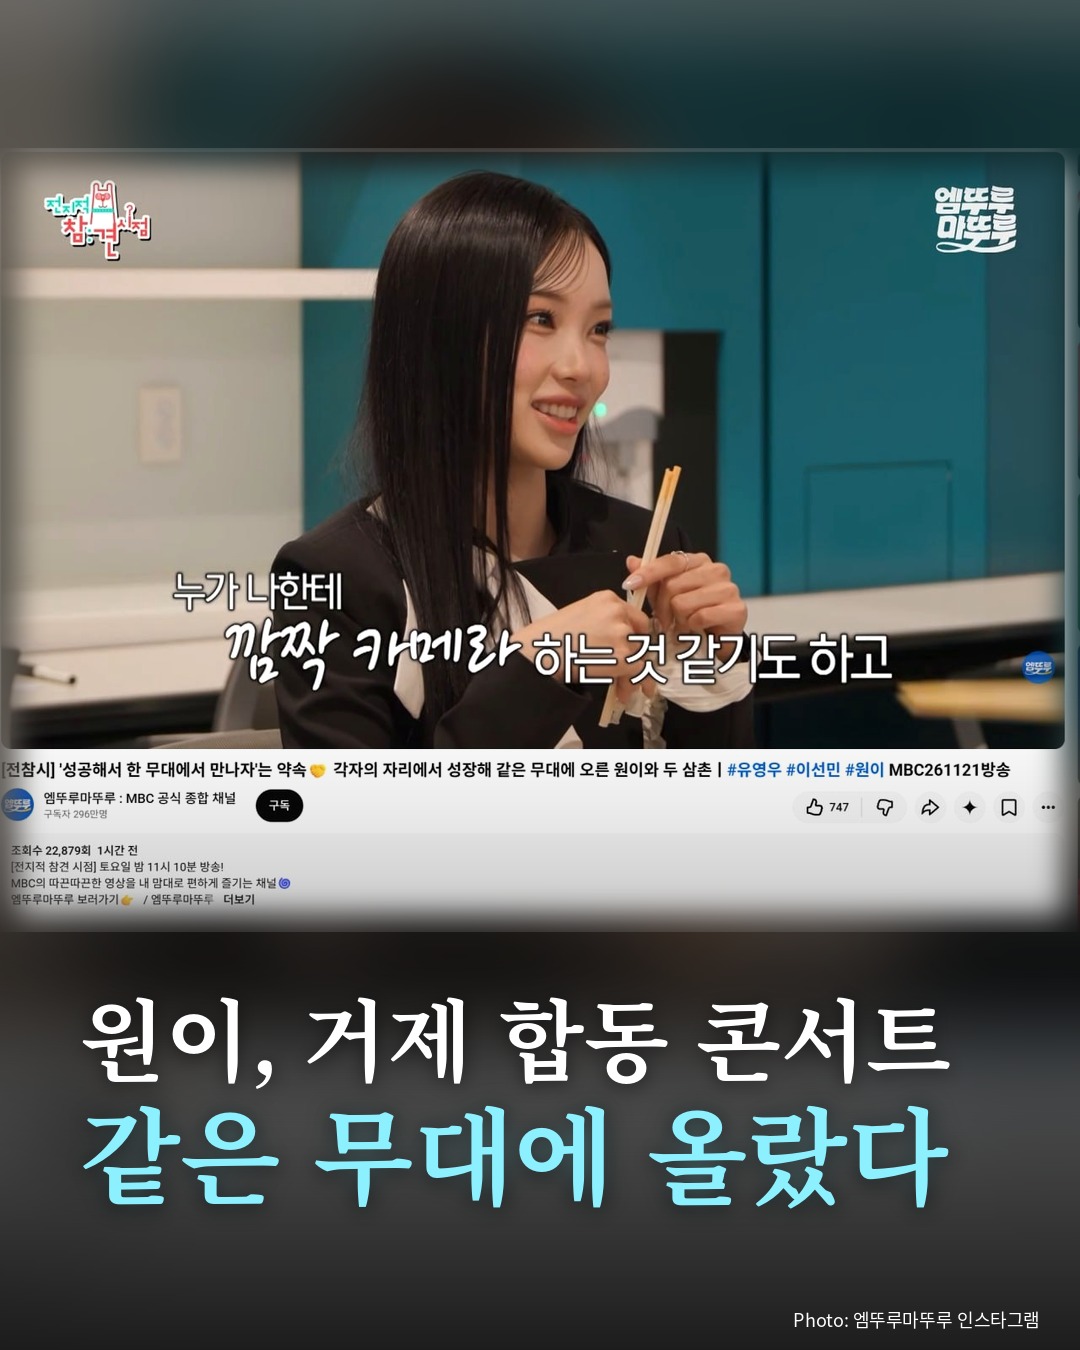 전지적
참견시점
엠뚜루
마뚜루
누가 나한테
깜짝 카메라 하는 것 같기도 하고
엠뚜루
[전참시] '성공해서 한 무대에서 만나자'는 약속🤝 각자의 자리에서 성장해 같은 무대에 오른 원이와 두 삼촌 | #유영우 #이선민 #원이 MBC261121방송
엠뚜루
엠뚜루마뚜루 : MBC 공식 종합 채널
구독자 296만명
구독
747
조회수 22,879회 1시간 전
[전지적 참견 시점] 토요일 밤 11시 10분 방송!
MBC의 따끈따끈한 영상을 내 맘대로 편하게 즐기는 채널🌀
엠뚜루마뚜루 보러가기👉 / 엠뚜루마뚜루 더보기
원이, 거제 합동 콘서트
같은 무대에 올랐다
Photo: 엠뚜루마뚜루 인스타그램